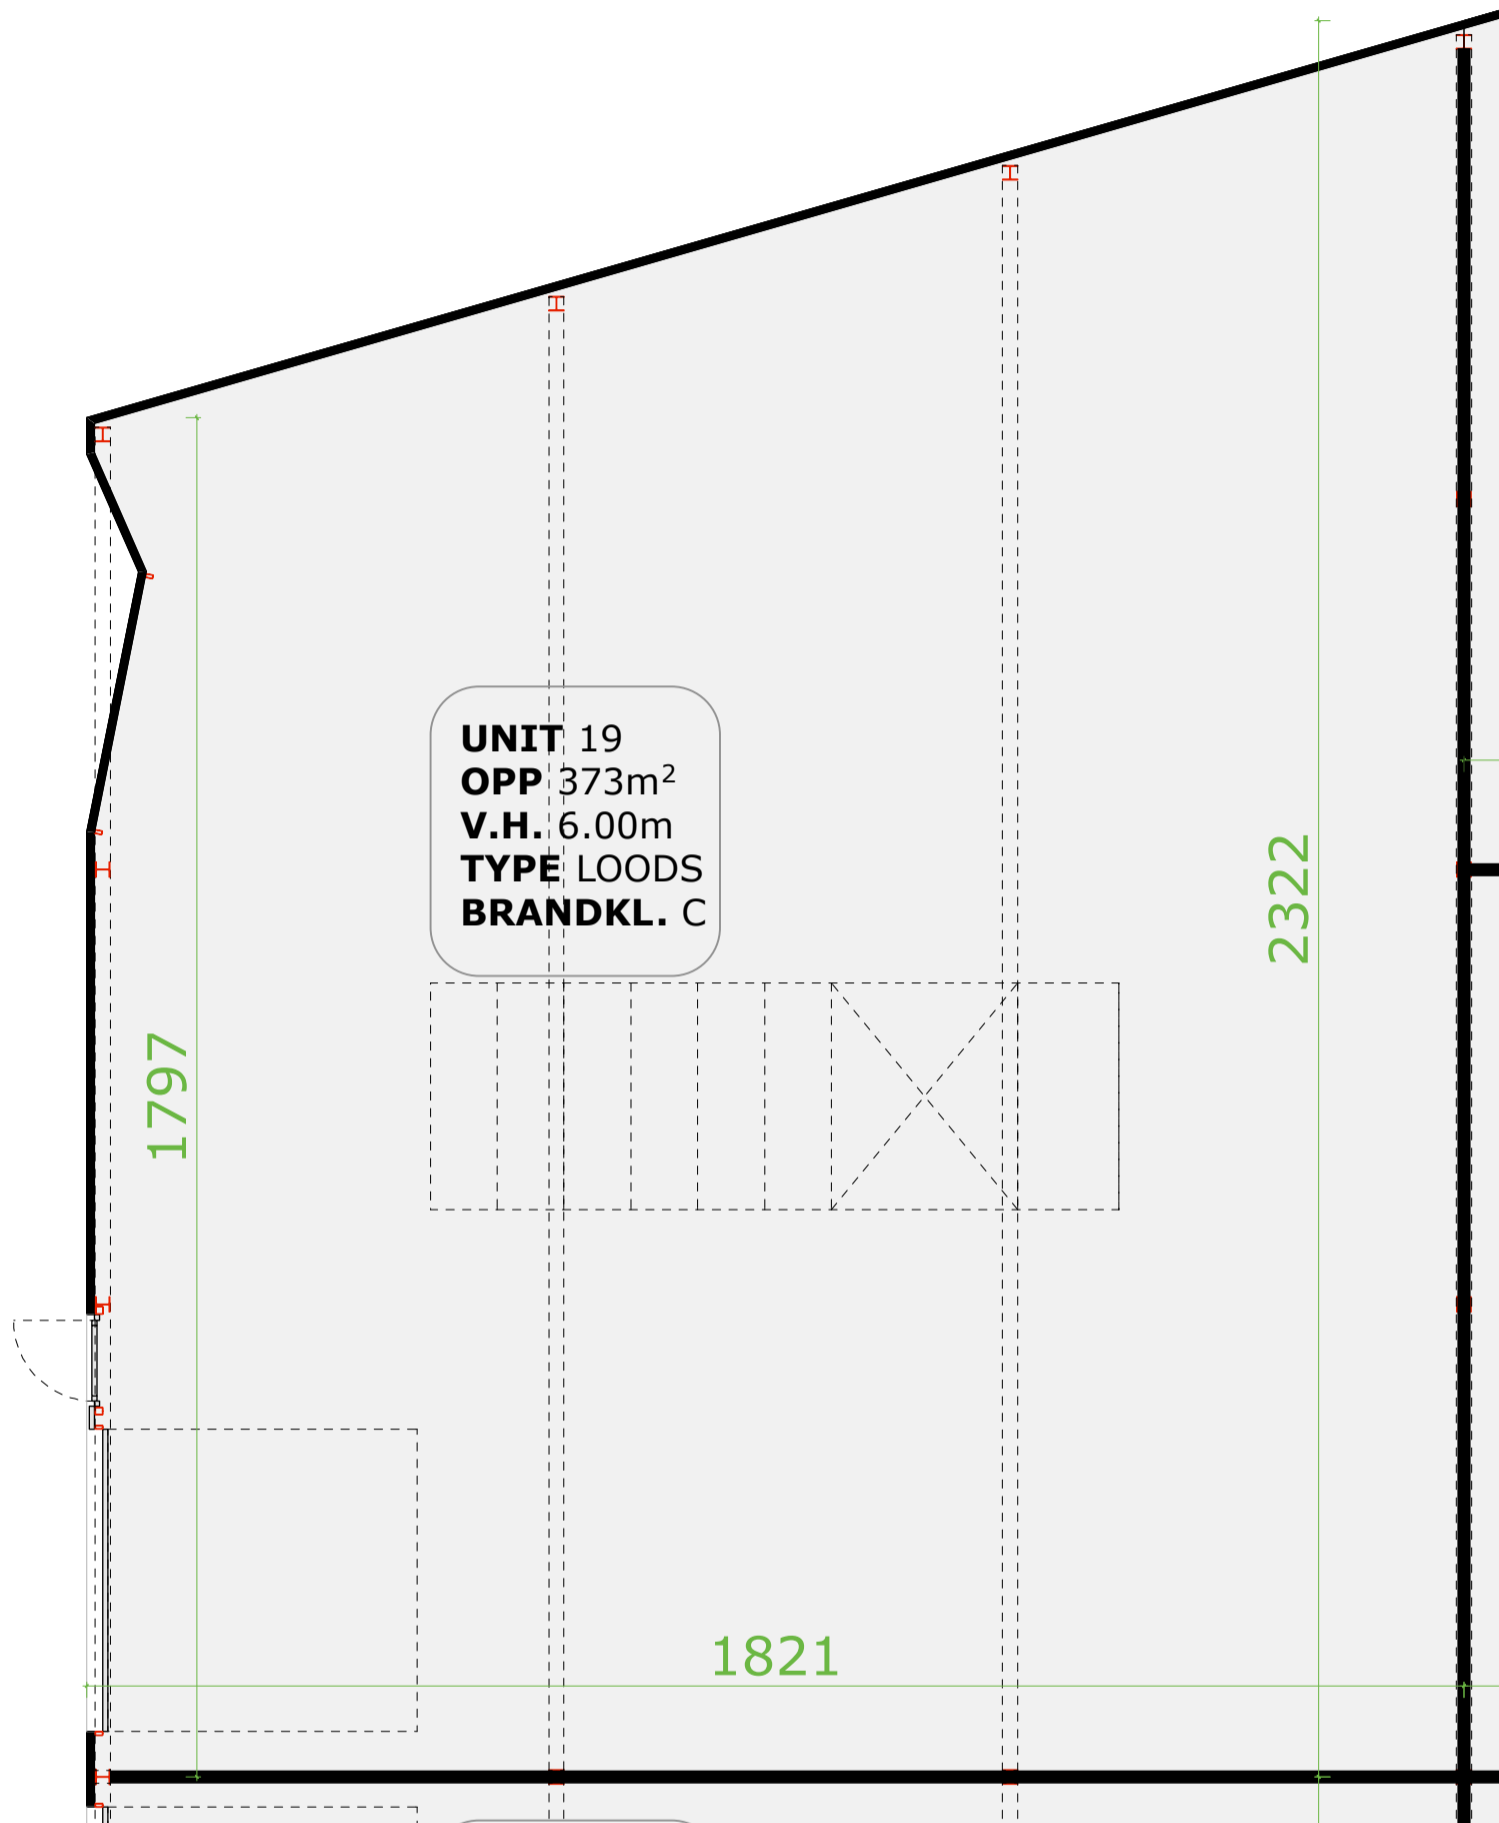 UNIT 19
OPP 373m²
V.H. 6.00m
TYPE LOODS
BRANDKL. C
2322
1797
1821